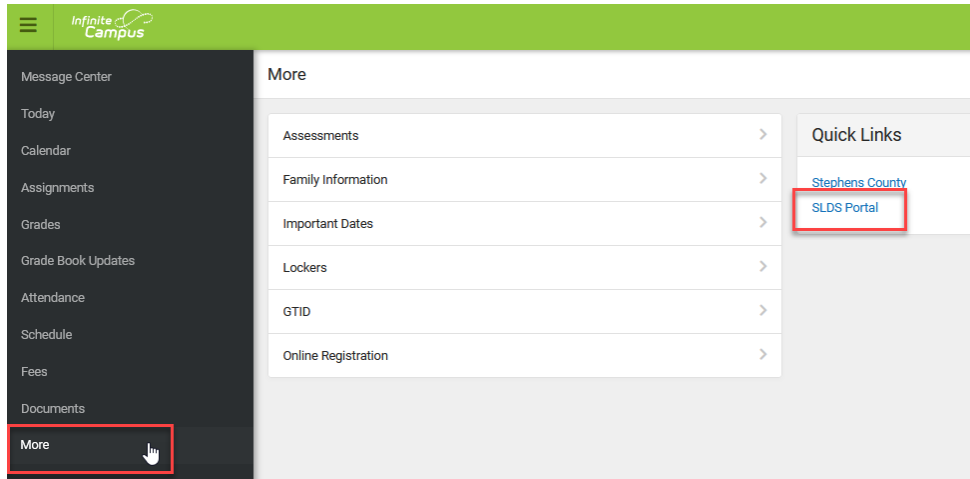 Infinite
Campus
Message Center
Today
Calendar
Assignments
Grades
Grade Book Updates
Attendance
Schedule
Fees
Documents
More
More
Assessments
Family Information
Important Dates
Lockers
GTID
Online Registration
Quick Links
Stephens County
SLDS Portal